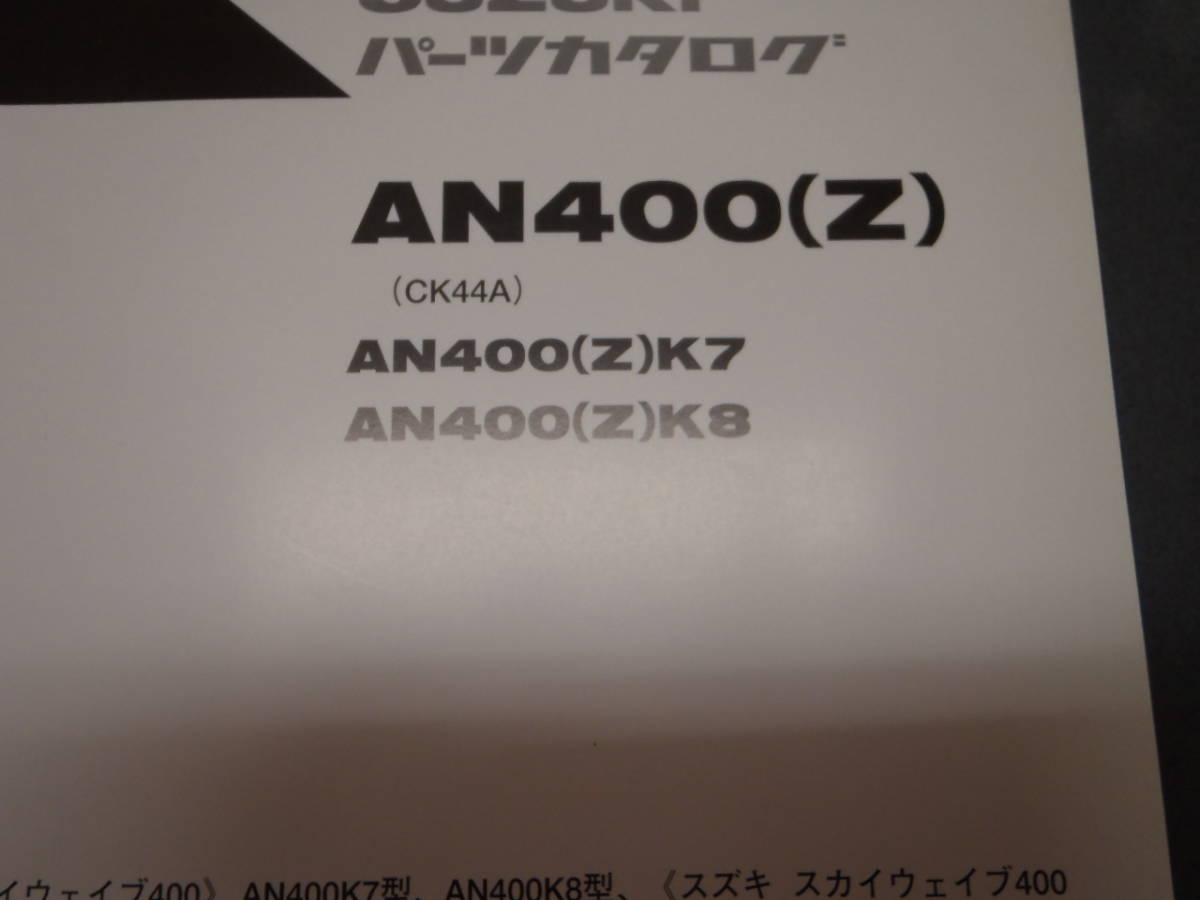 SUZUKI
パーツカタログ
AN400(Z)
(CK44A)
AN400(Z)K7
AN400(Z)K8
イウェイブ400》 AN400K7型、AN400K8型、《スズキ スカイウェイブ400